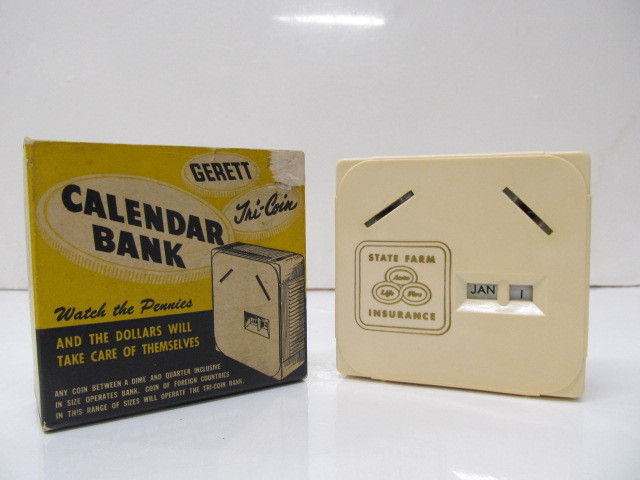 GERETT
Tri-Coin
CALENDAR
BANK
Watch the Pennies
AND THE DOLLARS WILL
TAKE CARE OF THEMSELVES
ANY COIN BETWEEN A DIME AND QUARTER INCLUSIVE
IN SIZE OPERATES BANK. COIN OF FOREIGN COUNTRIES
IN THIS RANGE OF SIZES WILL OPERATE THE TRI-COIN BANK.
STATE FARM
Auto
Life Fire
INSURANCE
JAN 1